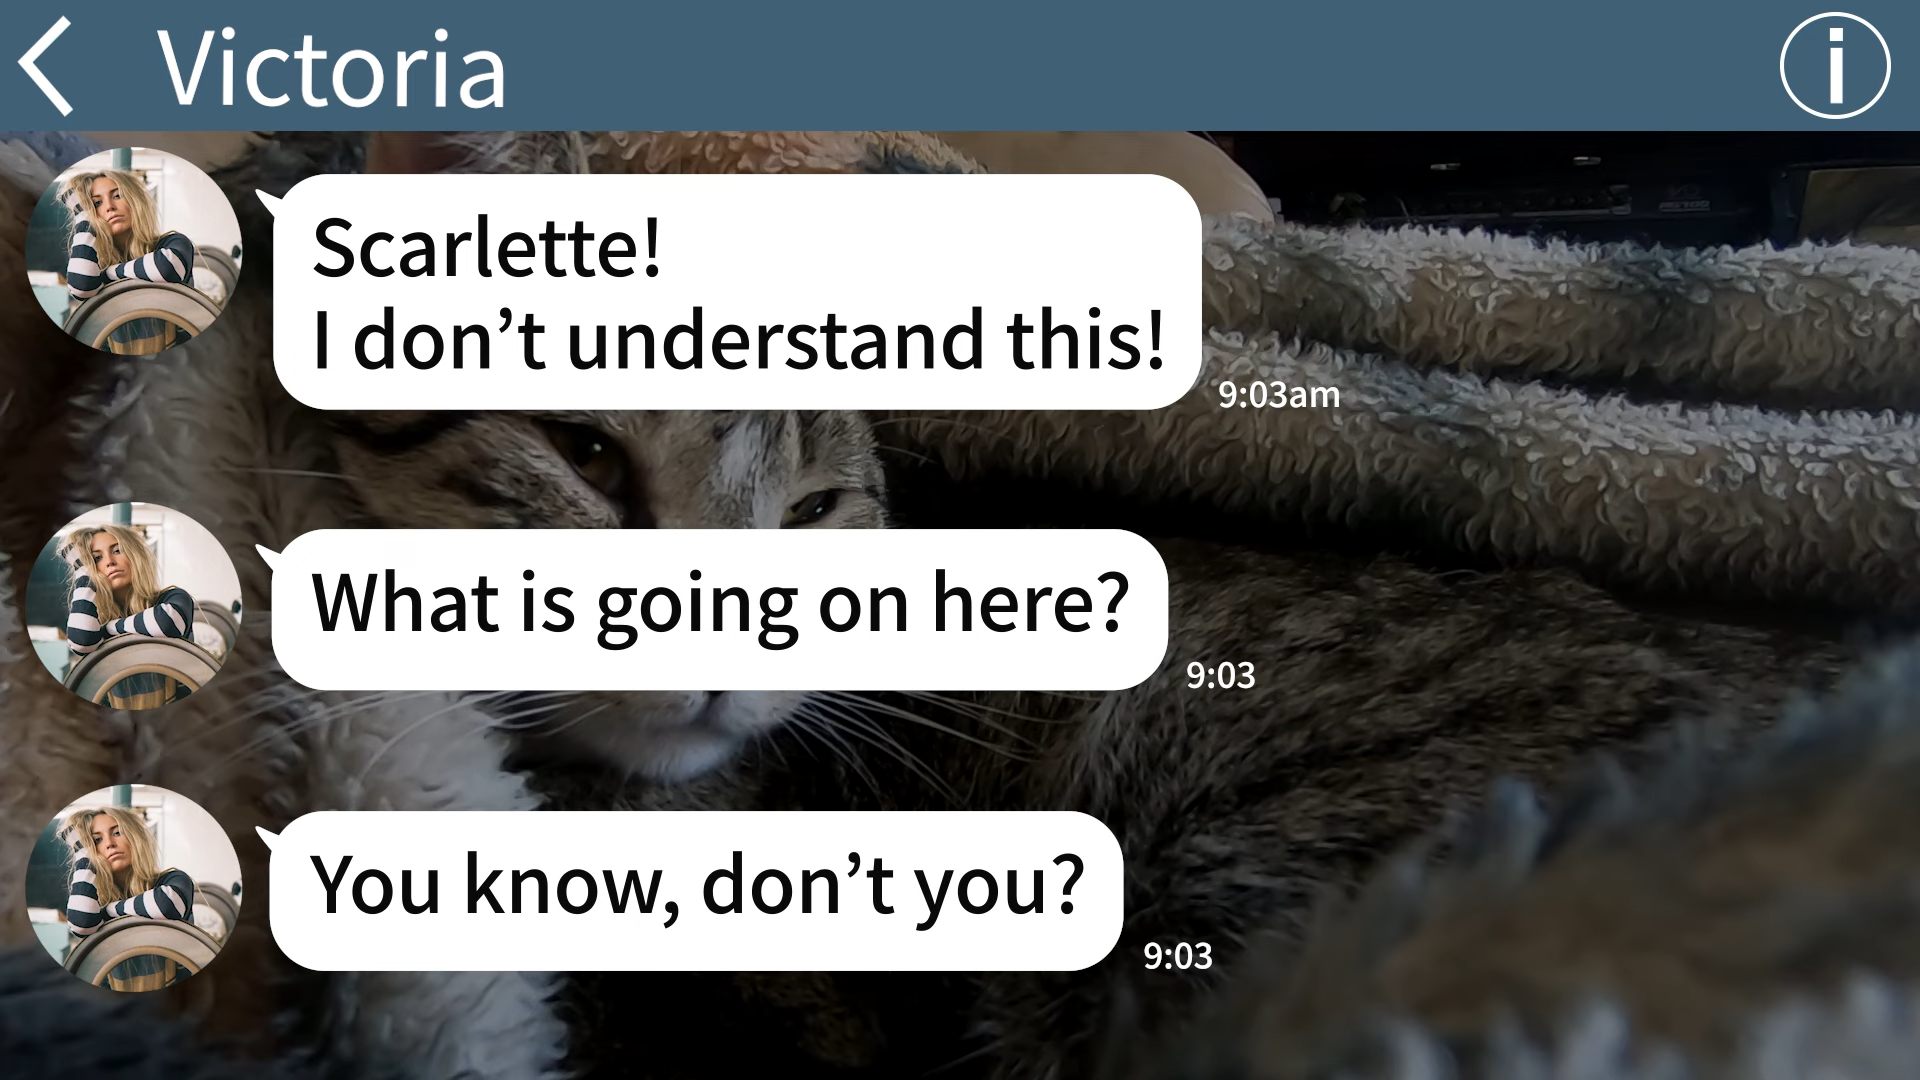 Victoria
Scarlette!
I don’t understand this!
9:03am
What is going on here?
9:03
You know, don’t you?
9:03